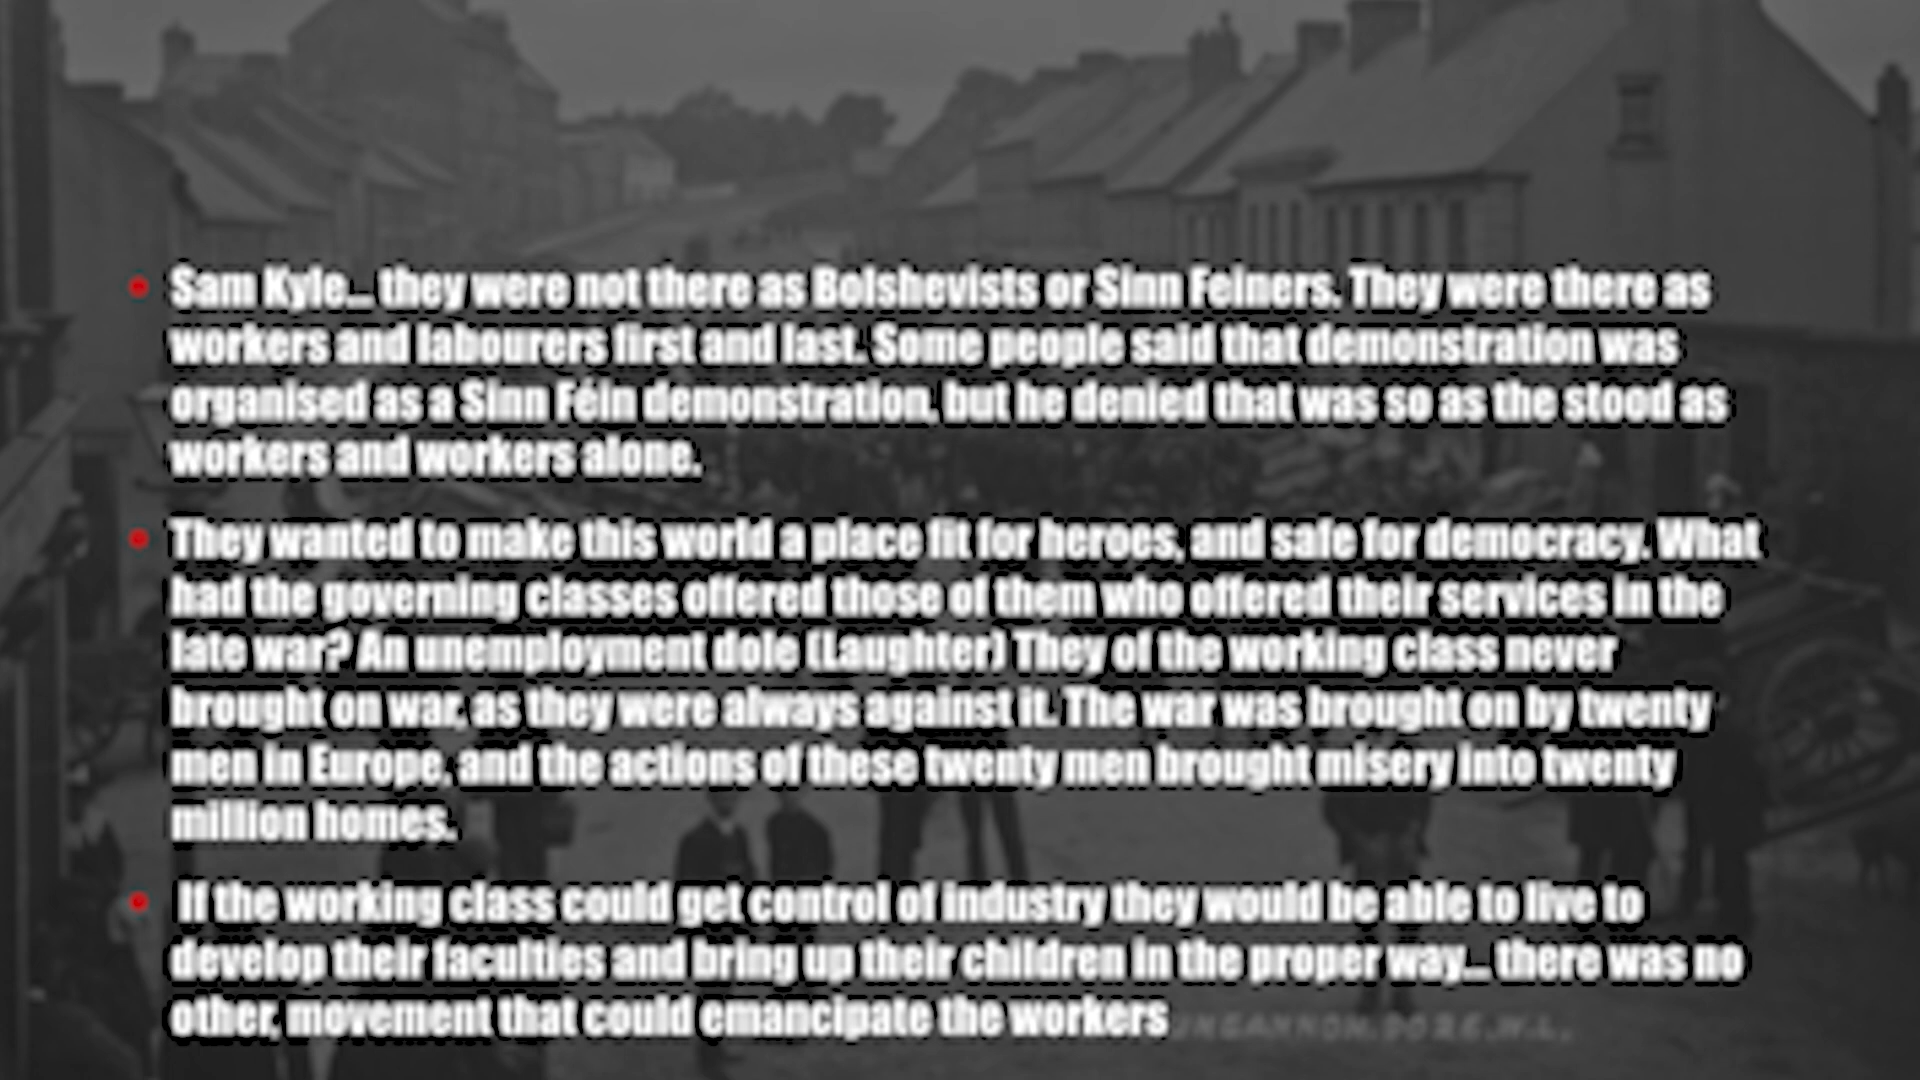 Sam Kyle... they were not there as Bolshevists or Sinn Feiners. They were there as
workers and labourers first and last. Some people said that demonstration was
organised as a Sinn Féin demonstration, but he denied that was so as the stood as
workers and workers alone.
They wanted to make this world a place fit for heroes, and safe for democracy. What
had the governing classes offered those of them who offered their services in the
late war? An unemployment dole (Laughter) They of the working class never
brought on war, as they were always against it. The war was brought on by twenty
men in Europe, and the actions of these twenty men brought misery into twenty
million homes.
If the working class could get control of industry they would be able to live to
develop their faculties and bring up their children in the proper way... there was no
other, movement that could emancipate the workers